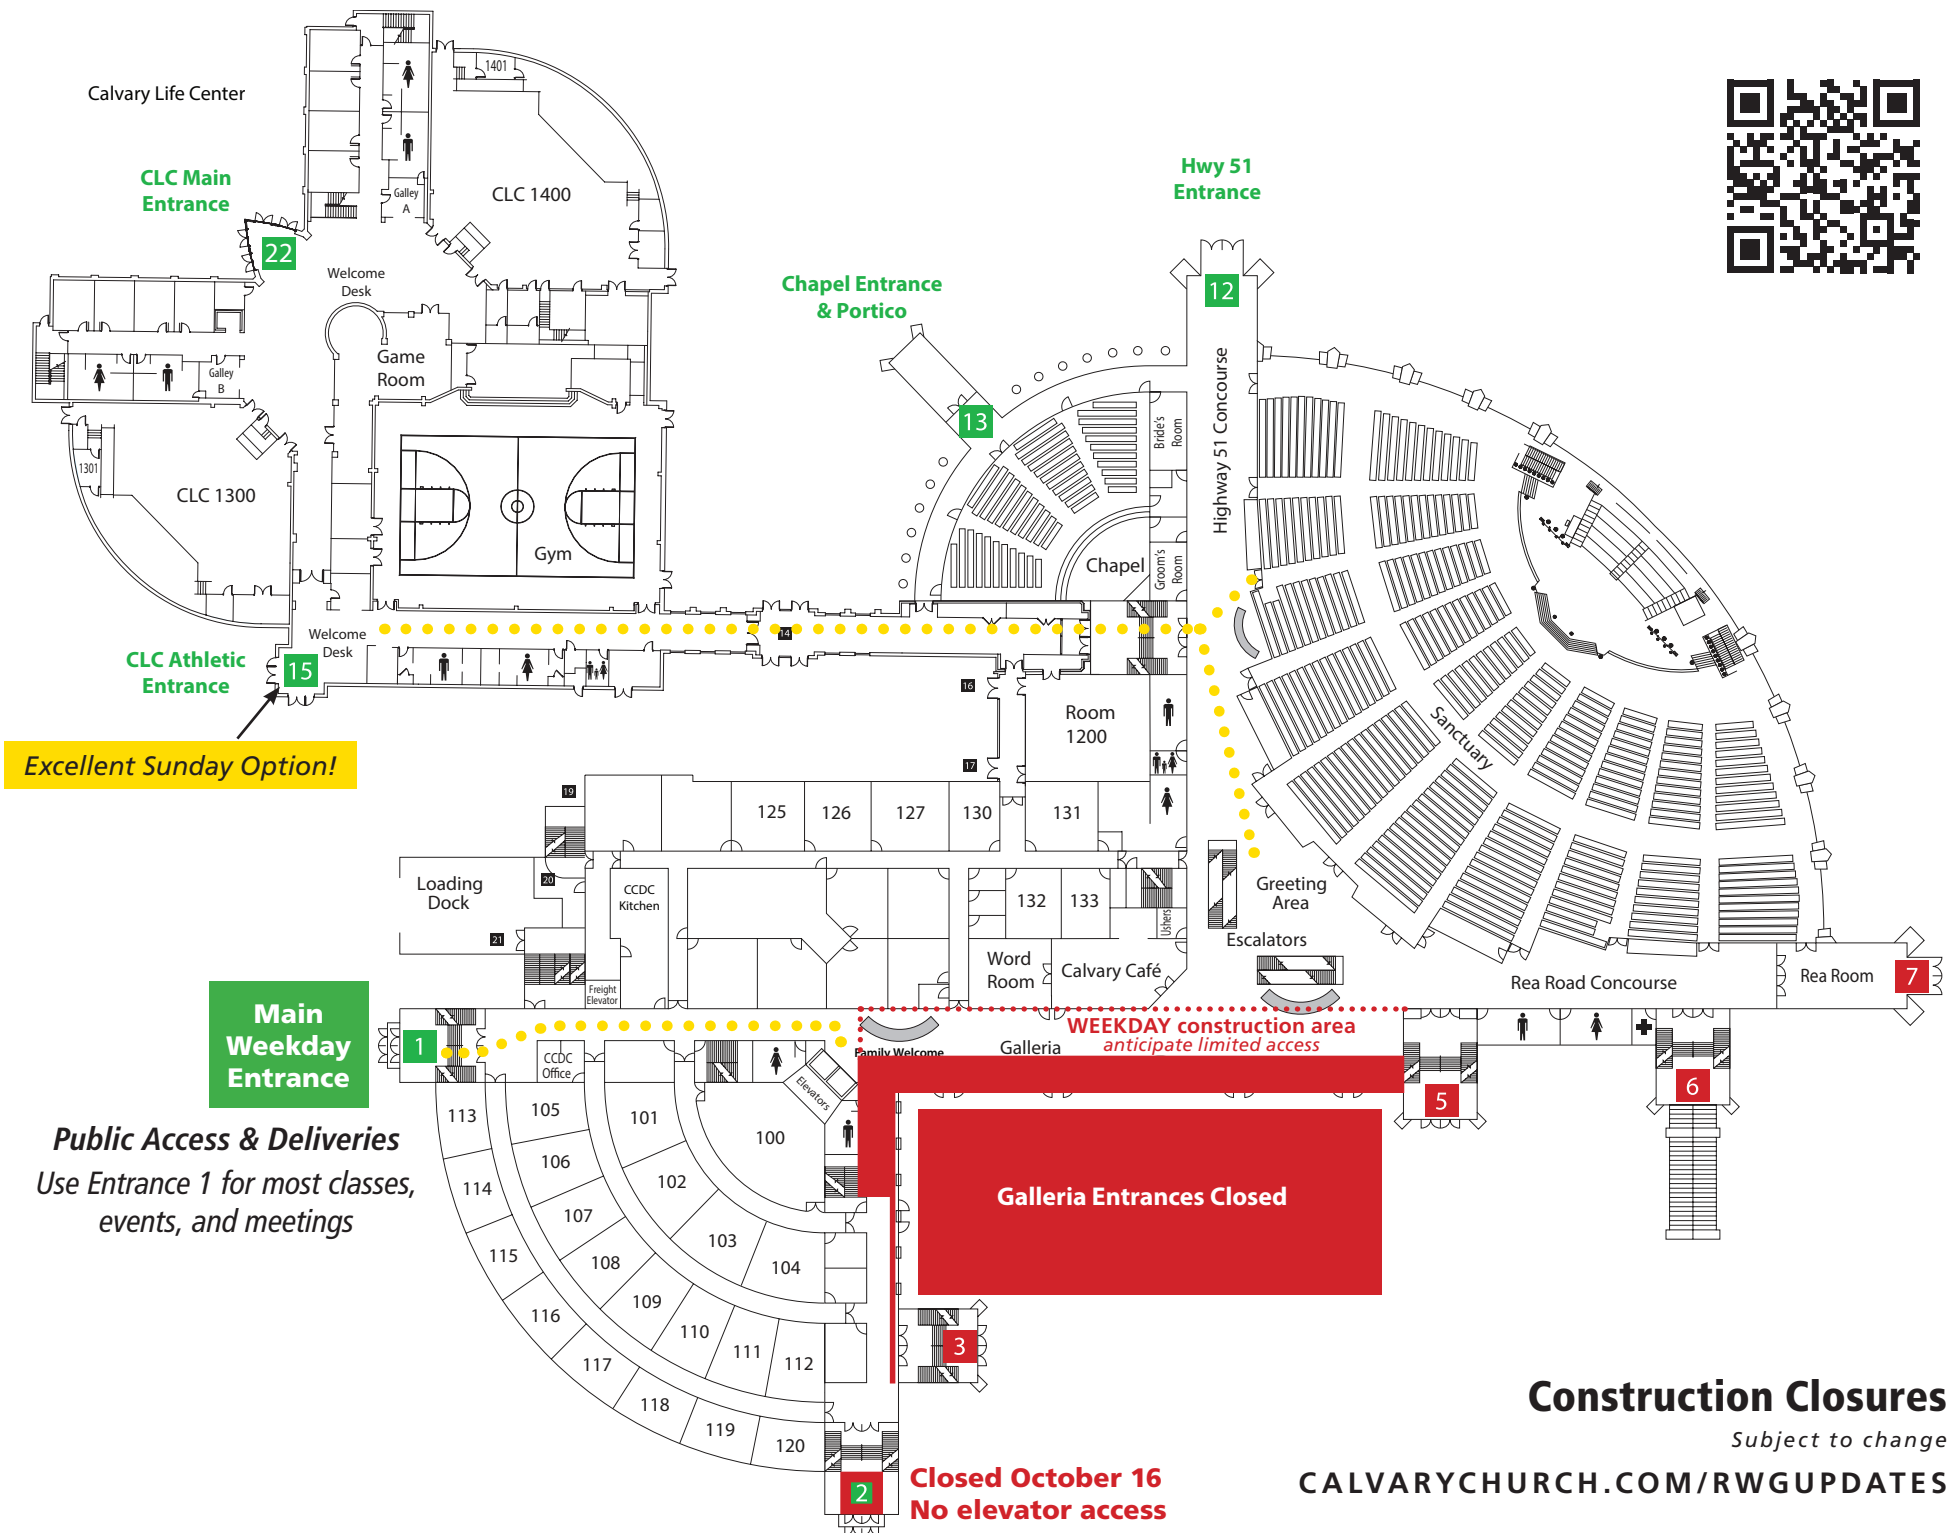 Calvary Life Center
1401
CLC Main
Entrance
Galley
A
CLC 1400
Hwy 51
Entrance
22
Welcome
Desk
Chapel Entrance
& Portico
12
Game
Room
Galley
B
13
Bride's
Room
Highway 51 Concourse
1301
CLC 1300
Gym
Chapel
Groom's
Room
14
Welcome
Desk
CLC Athletic
Entrance
15
16
Room
1200
Sanctuary
Excellent Sunday Option!
17
19
125
126
127
130
131
Loading
Dock
20
CCDC
Kitchen
132
133
Ushers
Greeting
Area
21
Escalators
Word
Room
Calvary Café
Freight
Elevator
Rea Road Concourse
Rea Room
7
Main
Weekday
Entrance
1
WEEKDAY construction area
anticipate limited access
Galleria
Family Welcome
CCDC
Office
Elevators
6
5
113
105
101
100
Public Access & Deliveries
Use Entrance 1 for most classes,
events, and meetings
106
102
114
107
103
Galleria Entrances Closed
115
108
104
109
116
110
111
112
3
117
118
119
120
Construction Closures
Subject to change
CALVARYCHURCH.COM/RWGUPDATES
2
Closed October 16
No elevator access